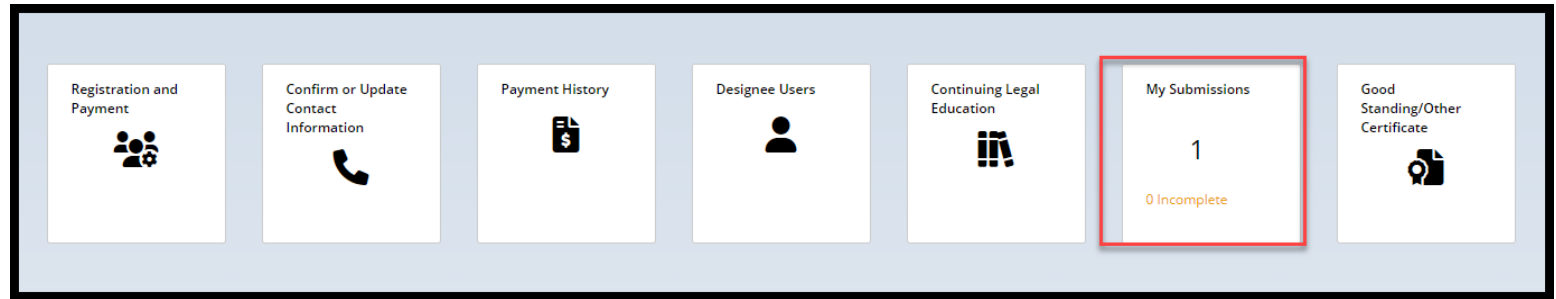 Registration and
Payment
Confirm or Update
Contact
Information
Payment History
$
Designee Users
Continuing Legal
Education
My Submissions
1
0 Incomplete
Good
Standing/Other
Certificate